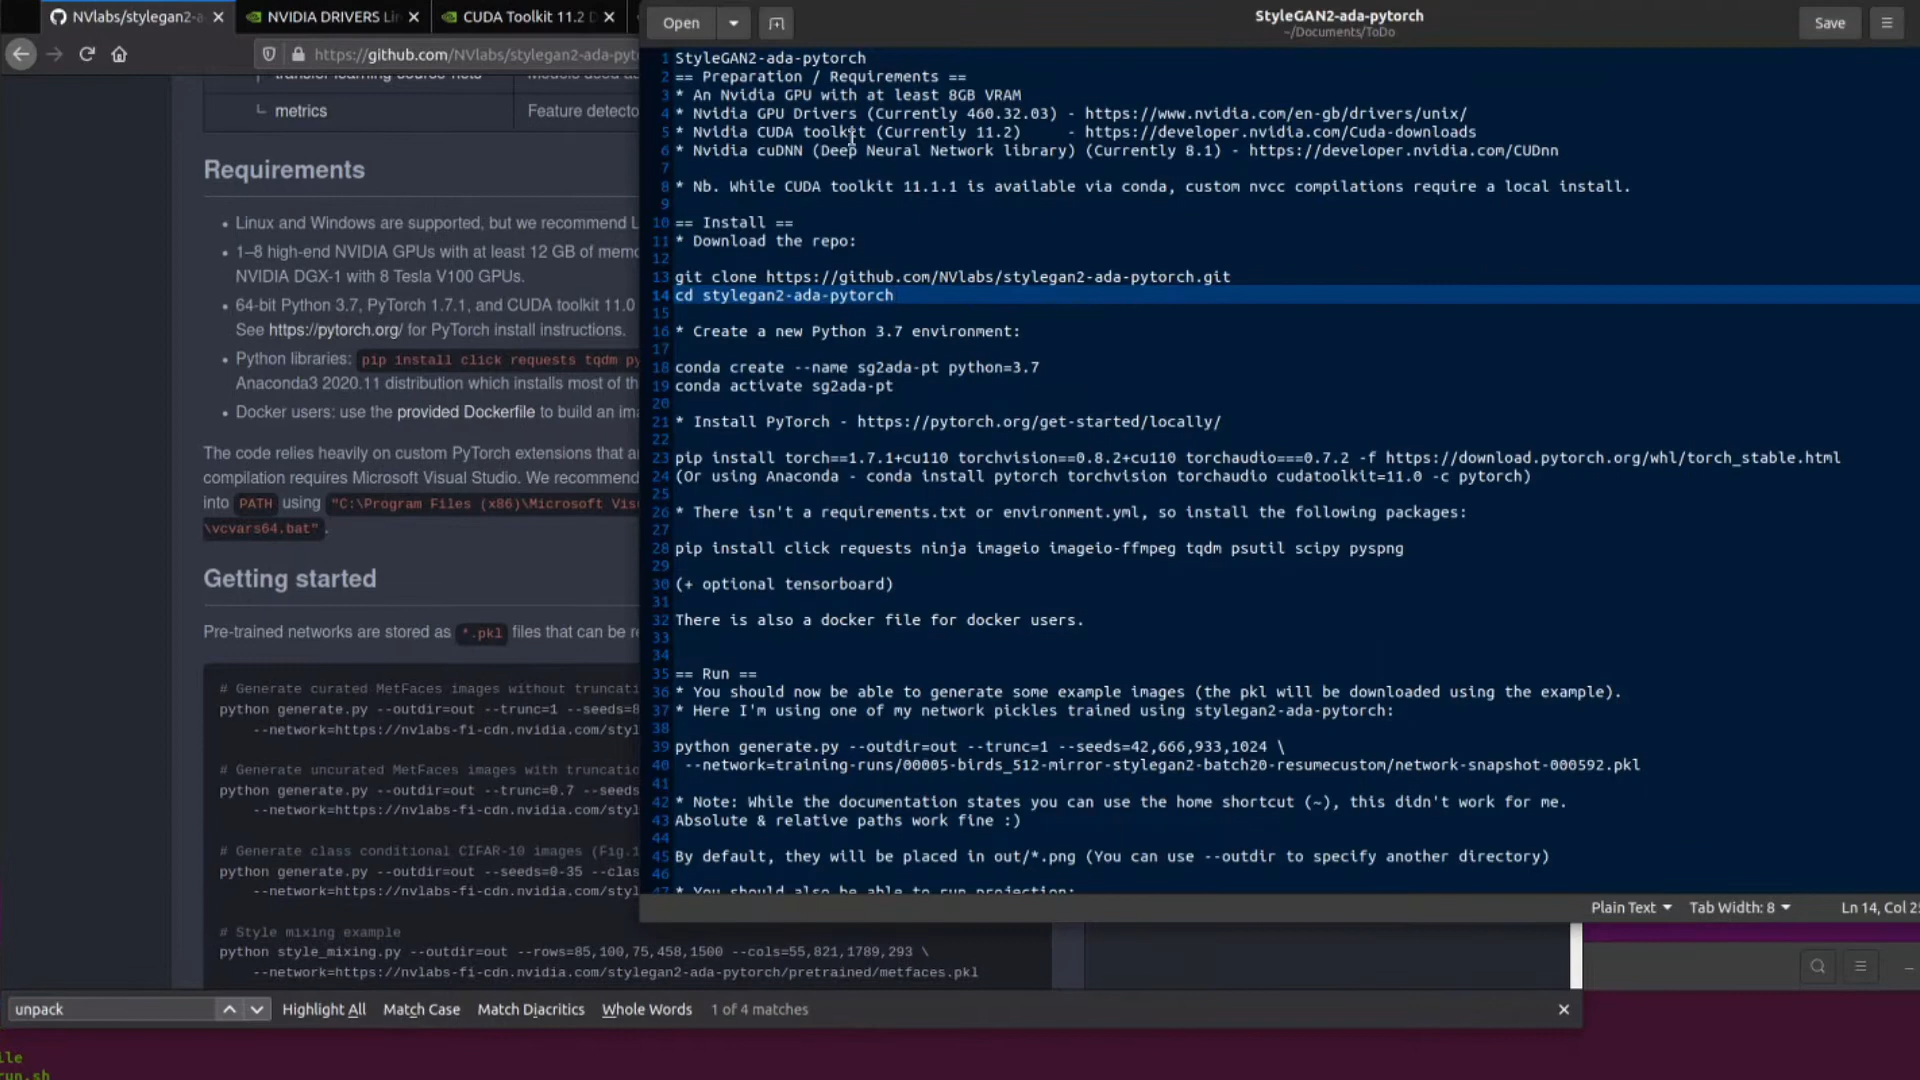 NVlabs/stylegan2-a
NVIDIA DRIVERS Li
CUDA Toolkit 11.2 D
https://github.com/NVlabs/stylegan2-ada-pyto
transfer learning source nets
Models used
└ metrics
Feature detecto
Requirements
• Linux and Windows are supported, but we recommend L
• 1–8 high-end NVIDIA GPUs with at least 12 GB of memo
NVIDIA DGX-1 with 8 Tesla V100 GPUs.
• 64-bit Python 3.7, PyTorch 1.7.1, and CUDA toolkit 11.0
See https://pytorch.org/ for PyTorch install instructions.
• Python libraries: pip install click requests tqdm py
Anaconda3 2020.11 distribution which installs most of th
• Docker users: use the provided Dockerfile to build an ima
The code relies heavily on custom PyTorch extensions that a
compilation requires Microsoft Visual Studio. We recommend
into PATH using "C:\Program Files (x86)\Microsoft Vis
\vcvars64.bat".
Getting started
Pre-trained networks are stored as *.pkl files that can be re
# Generate curated MetFaces images without truncati
python generate.py --outdir=out --trunc=1 --seeds=8
--network=https://nvlabs-fi-cdn.nvidia.com/styl
# Generate uncurated MetFaces images with truncatio
python generate.py --outdir=out --trunc=0.7 --seeds
--network=https://nvlabs-fi-cdn.nvidia.com/styl
# Generate class conditional CIFAR-10 images (Fig.1
python generate.py --outdir=out --seeds=0-35 --clas
--network=https://nvlabs-fi-cdn.nvidia.com/styl
# Style mixing example
python style_mixing.py --outdir=out --rows=85,100,75,458,1500 --cols=55,821,1789,293 \
--network=https://nvlabs-fi-cdn.nvidia.com/stylegan2-ada-pytorch/pretrained/metfaces.pkl
unpack
Highlight All
Match Case
Match Diacritics
Whole Words
1 of 4 matches
ile
run.sh
Open
StyleGAN2-ada-pytorch
~/Documents/ToDo
Save
1 StyleGAN2-ada-pytorch
2 == Preparation / Requirements ==
3 * An Nvidia GPU with at least 8GB VRAM
4 * Nvidia GPU Drivers (Currently 460.32.03) - https://www.nvidia.com/en-gb/drivers/unix/
5 * Nvidia CUDA toolkit (Currently 11.2)     - https://developer.nvidia.com/Cuda-downloads
6 * Nvidia cuDNN (Deep Neural Network library) (Currently 8.1) - https://developer.nvidia.com/CUDnn
7
8 * Nb. While CUDA toolkit 11.1.1 is available via conda, custom nvcc compilations require a local install.
9
10 == Install ==
11 * Download the repo:
12
13 git clone https://github.com/NVlabs/stylegan2-ada-pytorch.git
14 cd stylegan2-ada-pytorch
15
16 * Create a new Python 3.7 environment:
17
18 conda create --name sg2ada-pt python=3.7
19 conda activate sg2ada-pt
20
21 * Install PyTorch - https://pytorch.org/get-started/locally/
22
23 pip install torch==1.7.1+cu110 torchvision==0.8.2+cu110 torchaudio===0.7.2 -f https://download.pytorch.org/whl/torch_stable.html
24 (Or using Anaconda - conda install pytorch torchvision torchaudio cudatoolkit=11.0 -c pytorch)
25
26 * There isn't a requirements.txt or environment.yml, so install the following packages:
27
28 pip install click requests ninja imageio imageio-ffmpeg tqdm psutil scipy pyspng
29
30 (+ optional tensorboard)
31
32 There is also a docker file for docker users.
33
34
35 == Run ==
36 * You should now be able to generate some example images (the pkl will be downloaded using the example).
37 * Here I'm using one of my network pickles trained using stylegan2-ada-pytorch:
38
39 python generate.py --outdir=out --trunc=1 --seeds=42,666,933,1024 \
40 --network=training-runs/00005-birds_512-mirror-stylegan2-batch20-resumecustom/network-snapshot-000592.pkl
41
42 * Note: While the documentation states you can use the home shortcut (~), this didn't work for me.
43 Absolute & relative paths work fine :)
44
45 By default, they will be placed in out/*.png (You can use --outdir to specify another directory)
46
47 * You should also be able to run projection:
Plain Text
Tab Width: 8
Ln 14, Col 2